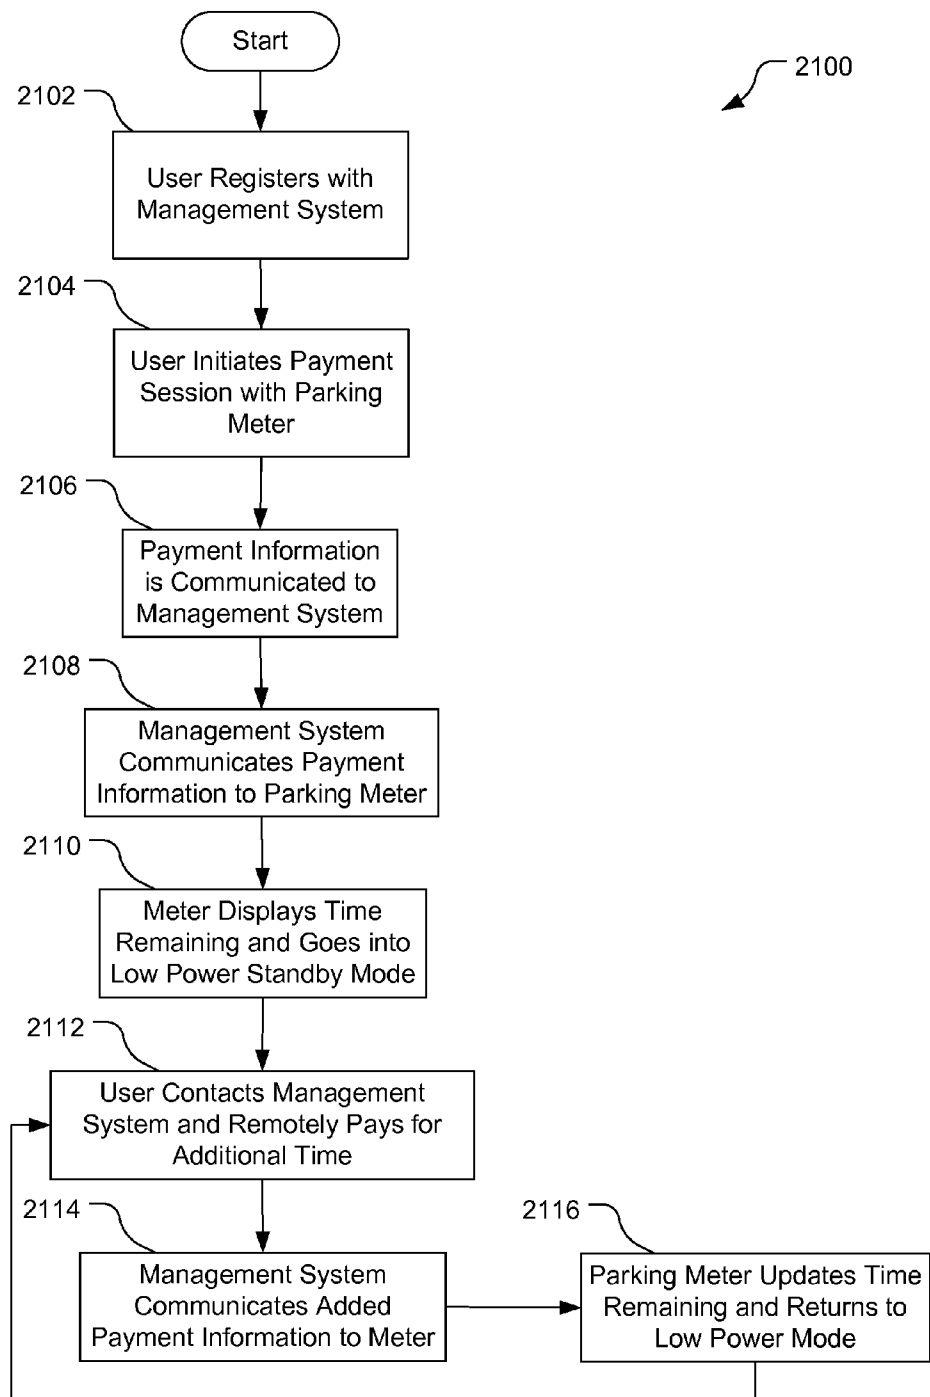 Start
2100
2102
User Registers with
Management System
2104
User Initiates Payment
Session with Parking
Meter
2106
Payment Information
is Communicated to
Management System
2108
Management System
Communicates Payment
Information to Parking Meter
2110
Meter Displays Time
Remaining and Goes into
Low Power Standby Mode
2112
User Contacts Management
System and Remotely Pays for
Additional Time
2114
Management System
Communicates Added
Payment Information to Meter
2116
Parking Meter Updates Time
Remaining and Returns to
Low Power Mode